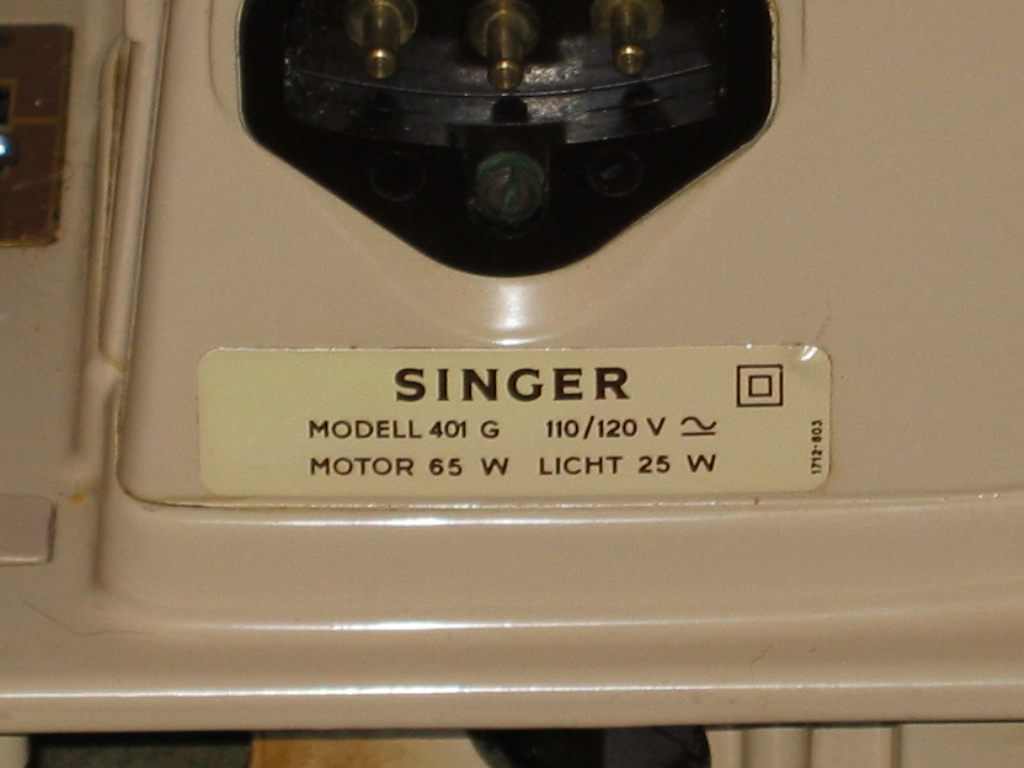 SINGER
MODELL 401 G 110/120 V
MOTOR 65 W LICHT 25 W
1712-803